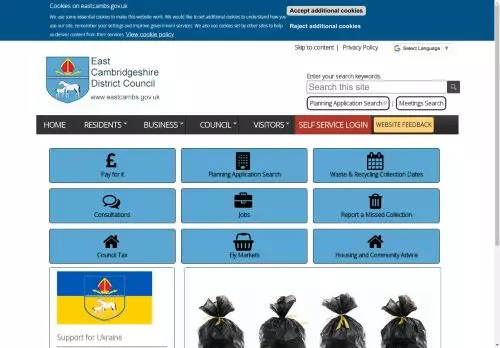 Cookies on eastcambs.gov.uk
We use some essential cookies to make this website work. We would like to set additional cookies to understand how you
use our site, remember your settings and improve government's services. We also use cookies set by other sites to help
us deliver content from their services. View cookie policy
Accept additional cookies
Reject additional cookies
Skip to content | Privacy Policy
Select Language ▼
East
Cambridgeshire
District Council
www.eastcambs.gov.uk
Enter your search keywords
Search this site
Planning Application Search | Meetings Search
HOME RESIDENTS BUSINESS COUNCIL VISITORS SELF SERVICE LOGIN WEBSITE FEEDBACK
Pay for it
Planning Application Search
Waste & Recycling Collection Dates
Consultations
Jobs
Report a Missed Collection
Council Tax
Ely Markets
Housing and Community Advice
Support for Ukraine